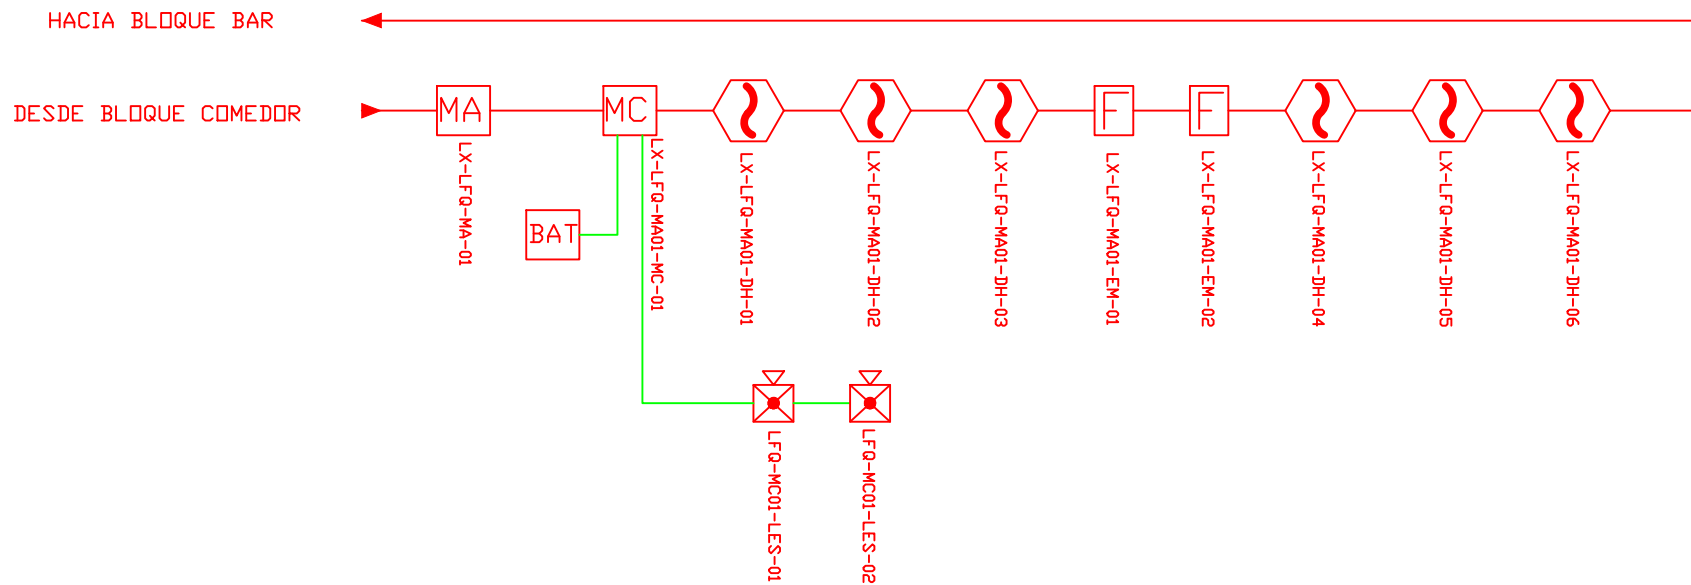 HACIA BLOQUE BAR
DESDE BLOQUE COMEDOR
MA
MC
F
F
LX-LFQ-MA-01
LX-LFQ-MA01-MC-01
LX-LFQ-MA01-DH-01
LX-LFQ-MA01-DH-02
LX-LFQ-MA01-DH-03
LX-LFQ-MA01-EM-01
LX-LFQ-MA01-EM-02
LX-LFQ-MA01-DH-04
LX-LFQ-MA01-DH-05
LX-LFQ-MA01-DH-06
BAT
LFQ-MC01-LES-01
LFQ-MC01-LES-02